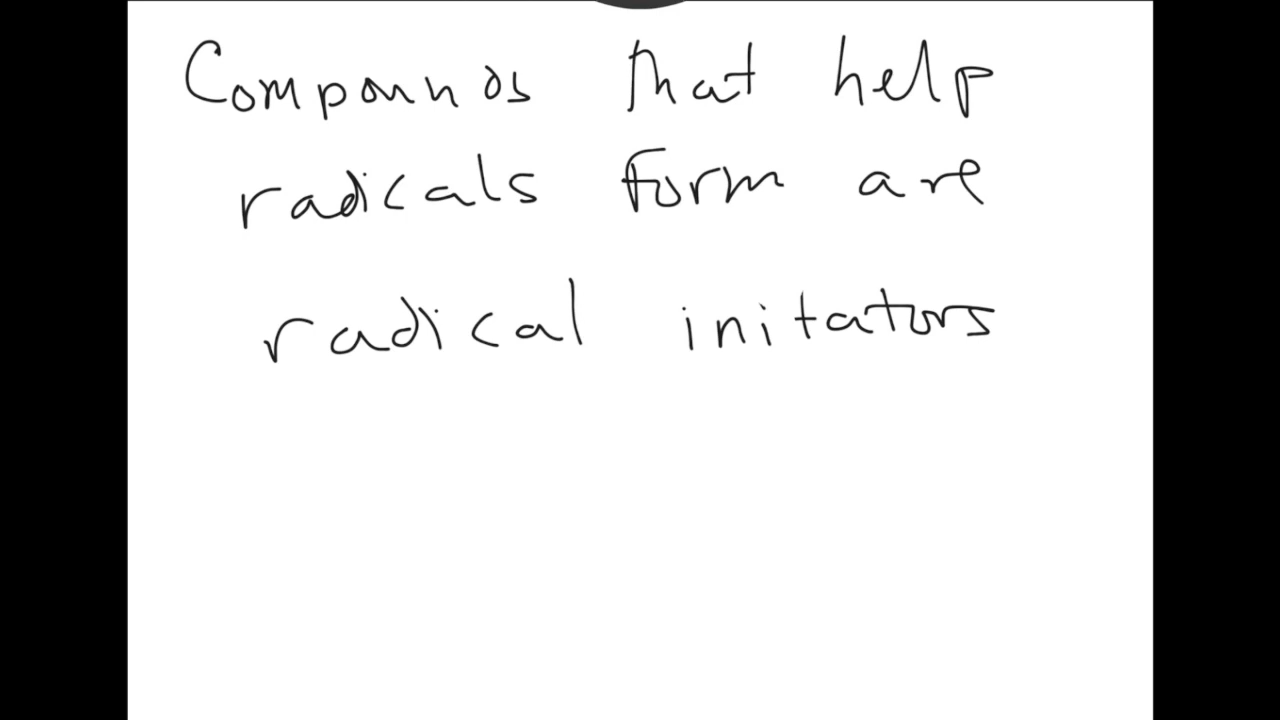 Compounds that help
radicals form are
radical initators